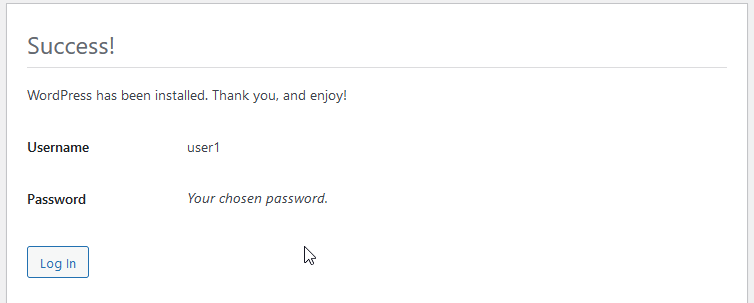 Success!
WordPress has been installed. Thank you, and enjoy!
Username user1
Password Your chosen password.
Log In